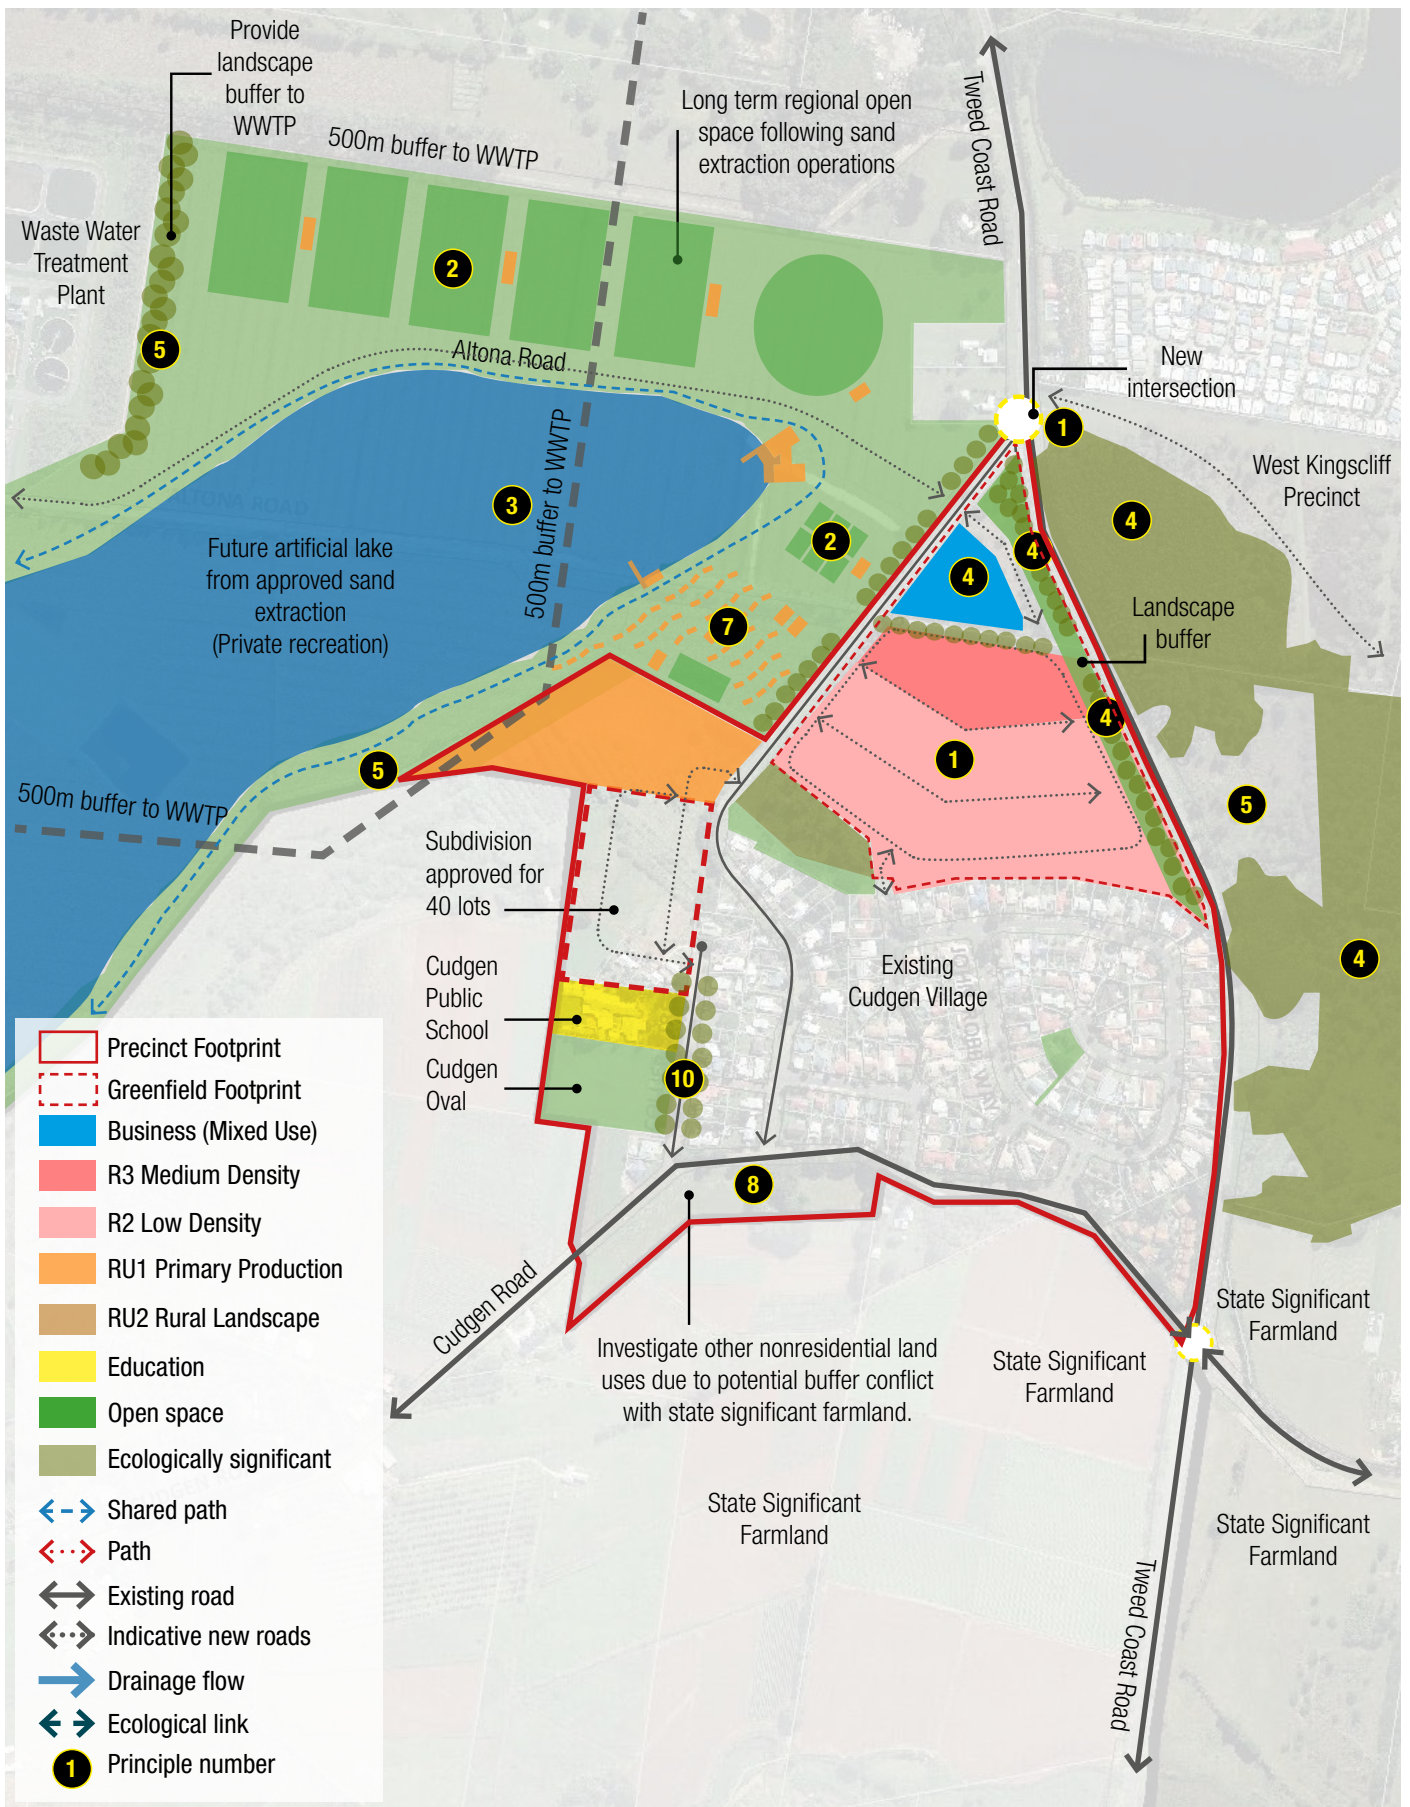 Provide
landscape
buffer to
WWTP
500m buffer to WWTP
Long term regional open
space following sand
extraction operations
Tweed Coast Road
Waste Water
Treatment
Plant
2
5
Altona Road
New
intersection
1
West Kingscliff
Precinct
ALTONA ROAD
3
500m buffer to WWTP
Future artificial lake
from approved sand
extraction
(Private recreation)
2
4
4
4
Landscape
buffer
7
4
1
5
500m buffer to WWTP
5
Subdivision
approved for
40 lots
Cudgen
Public
School
Cudgen
Oval
Existing
Cudgen Village
4
10
8
Cudgen Road
Investigate other nonresidential land
uses due to potential buffer conflict
with state significant farmland.
State Significant
Farmland
State Significant
Farmland
State Significant
Farmland
State Significant
Farmland
Tweed Coast Road
Precinct Footprint
Greenfield Footprint
Business (Mixed Use)
R3 Medium Density
R2 Low Density
RU1 Primary Production
RU2 Rural Landscape
Education
Open space
Ecologically significant
Shared path
Path
Existing road
Indicative new roads
Drainage flow
Ecological link
1 Principle number